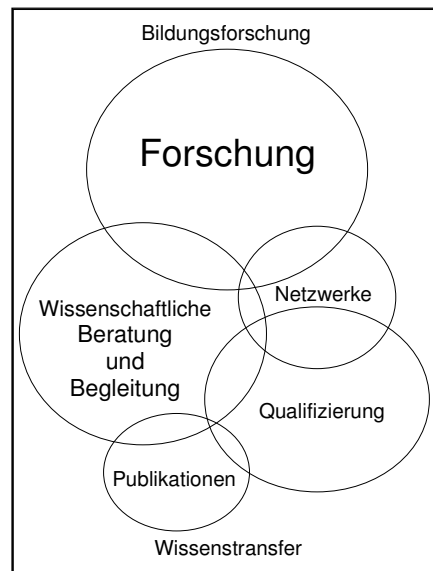 Bildungsforschung
Forschung
Netzwerke
Wissenschaftliche
Beratung
und
Begleitung
Qualifizierung
Publikationen
Wissenstransfer